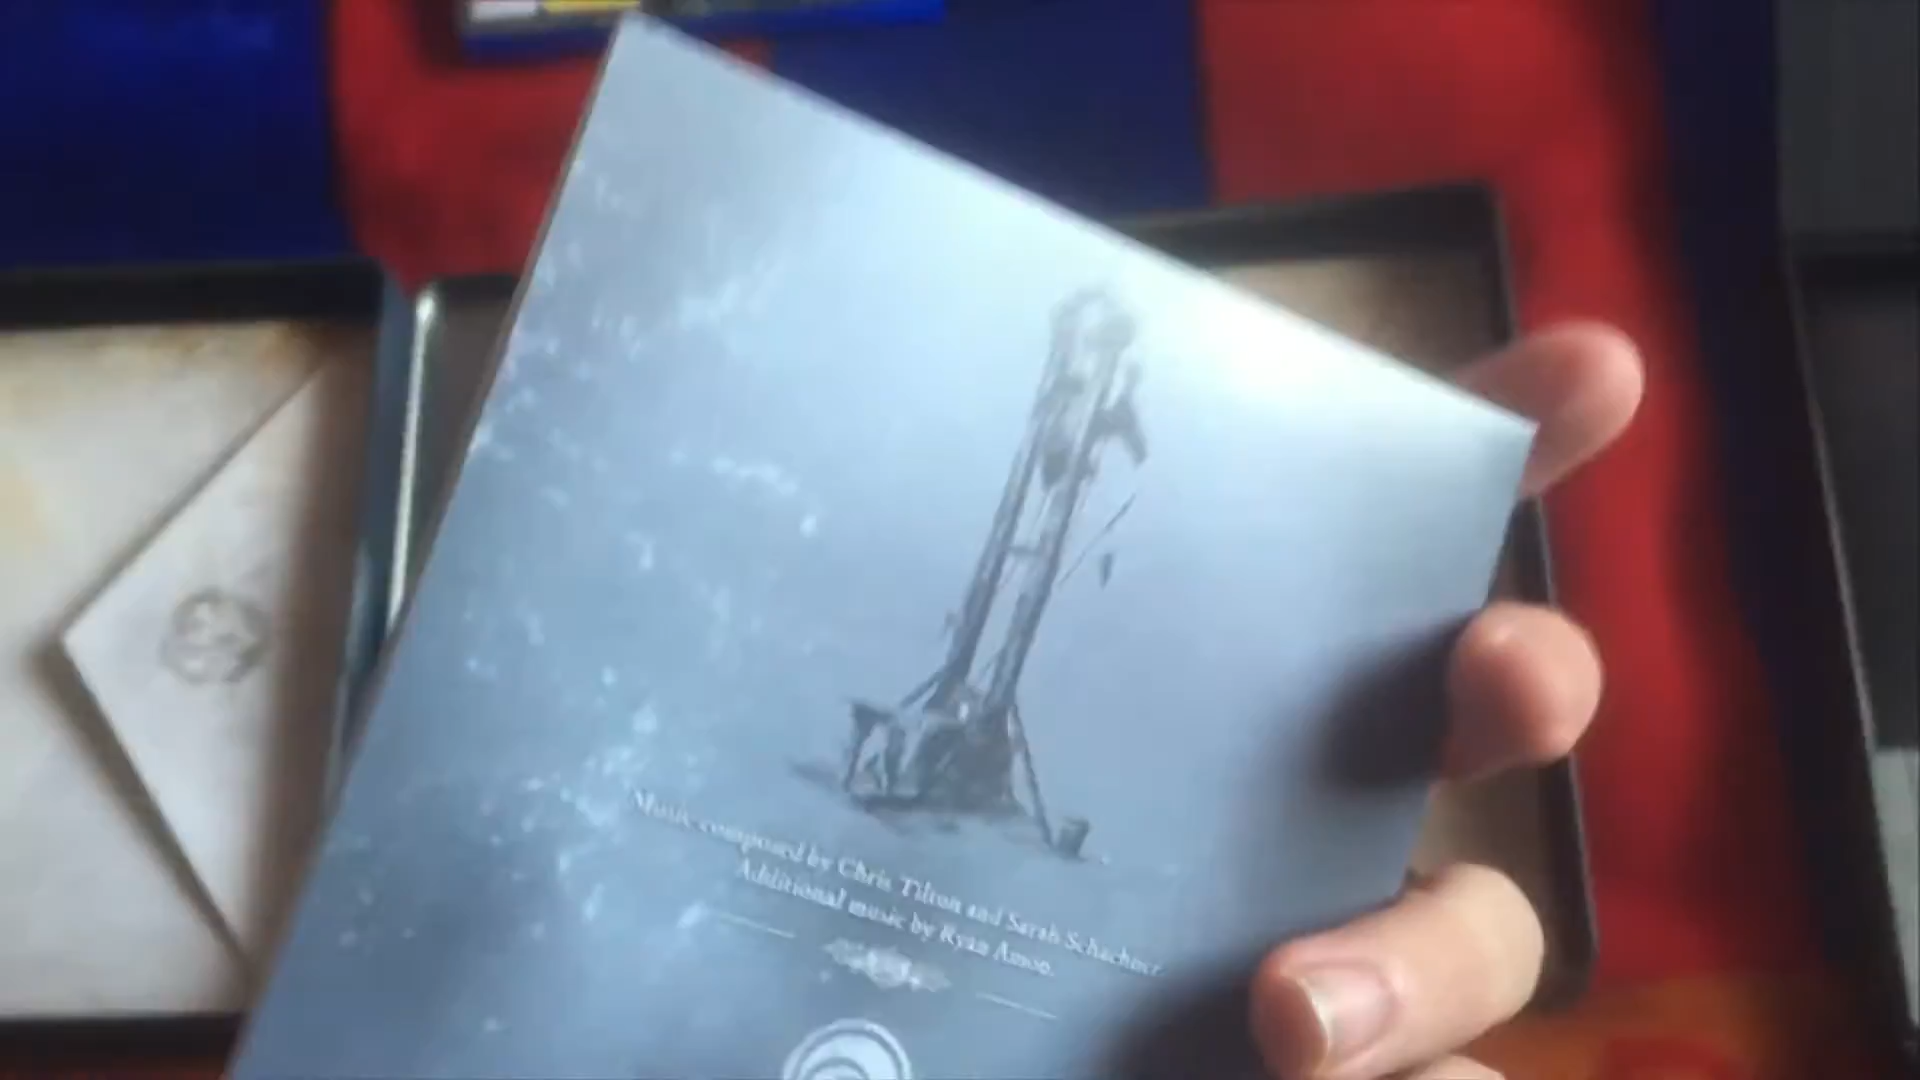 Music composed by Chris Tilton and Sarah Schachner
Additional music by Ryan Amon.